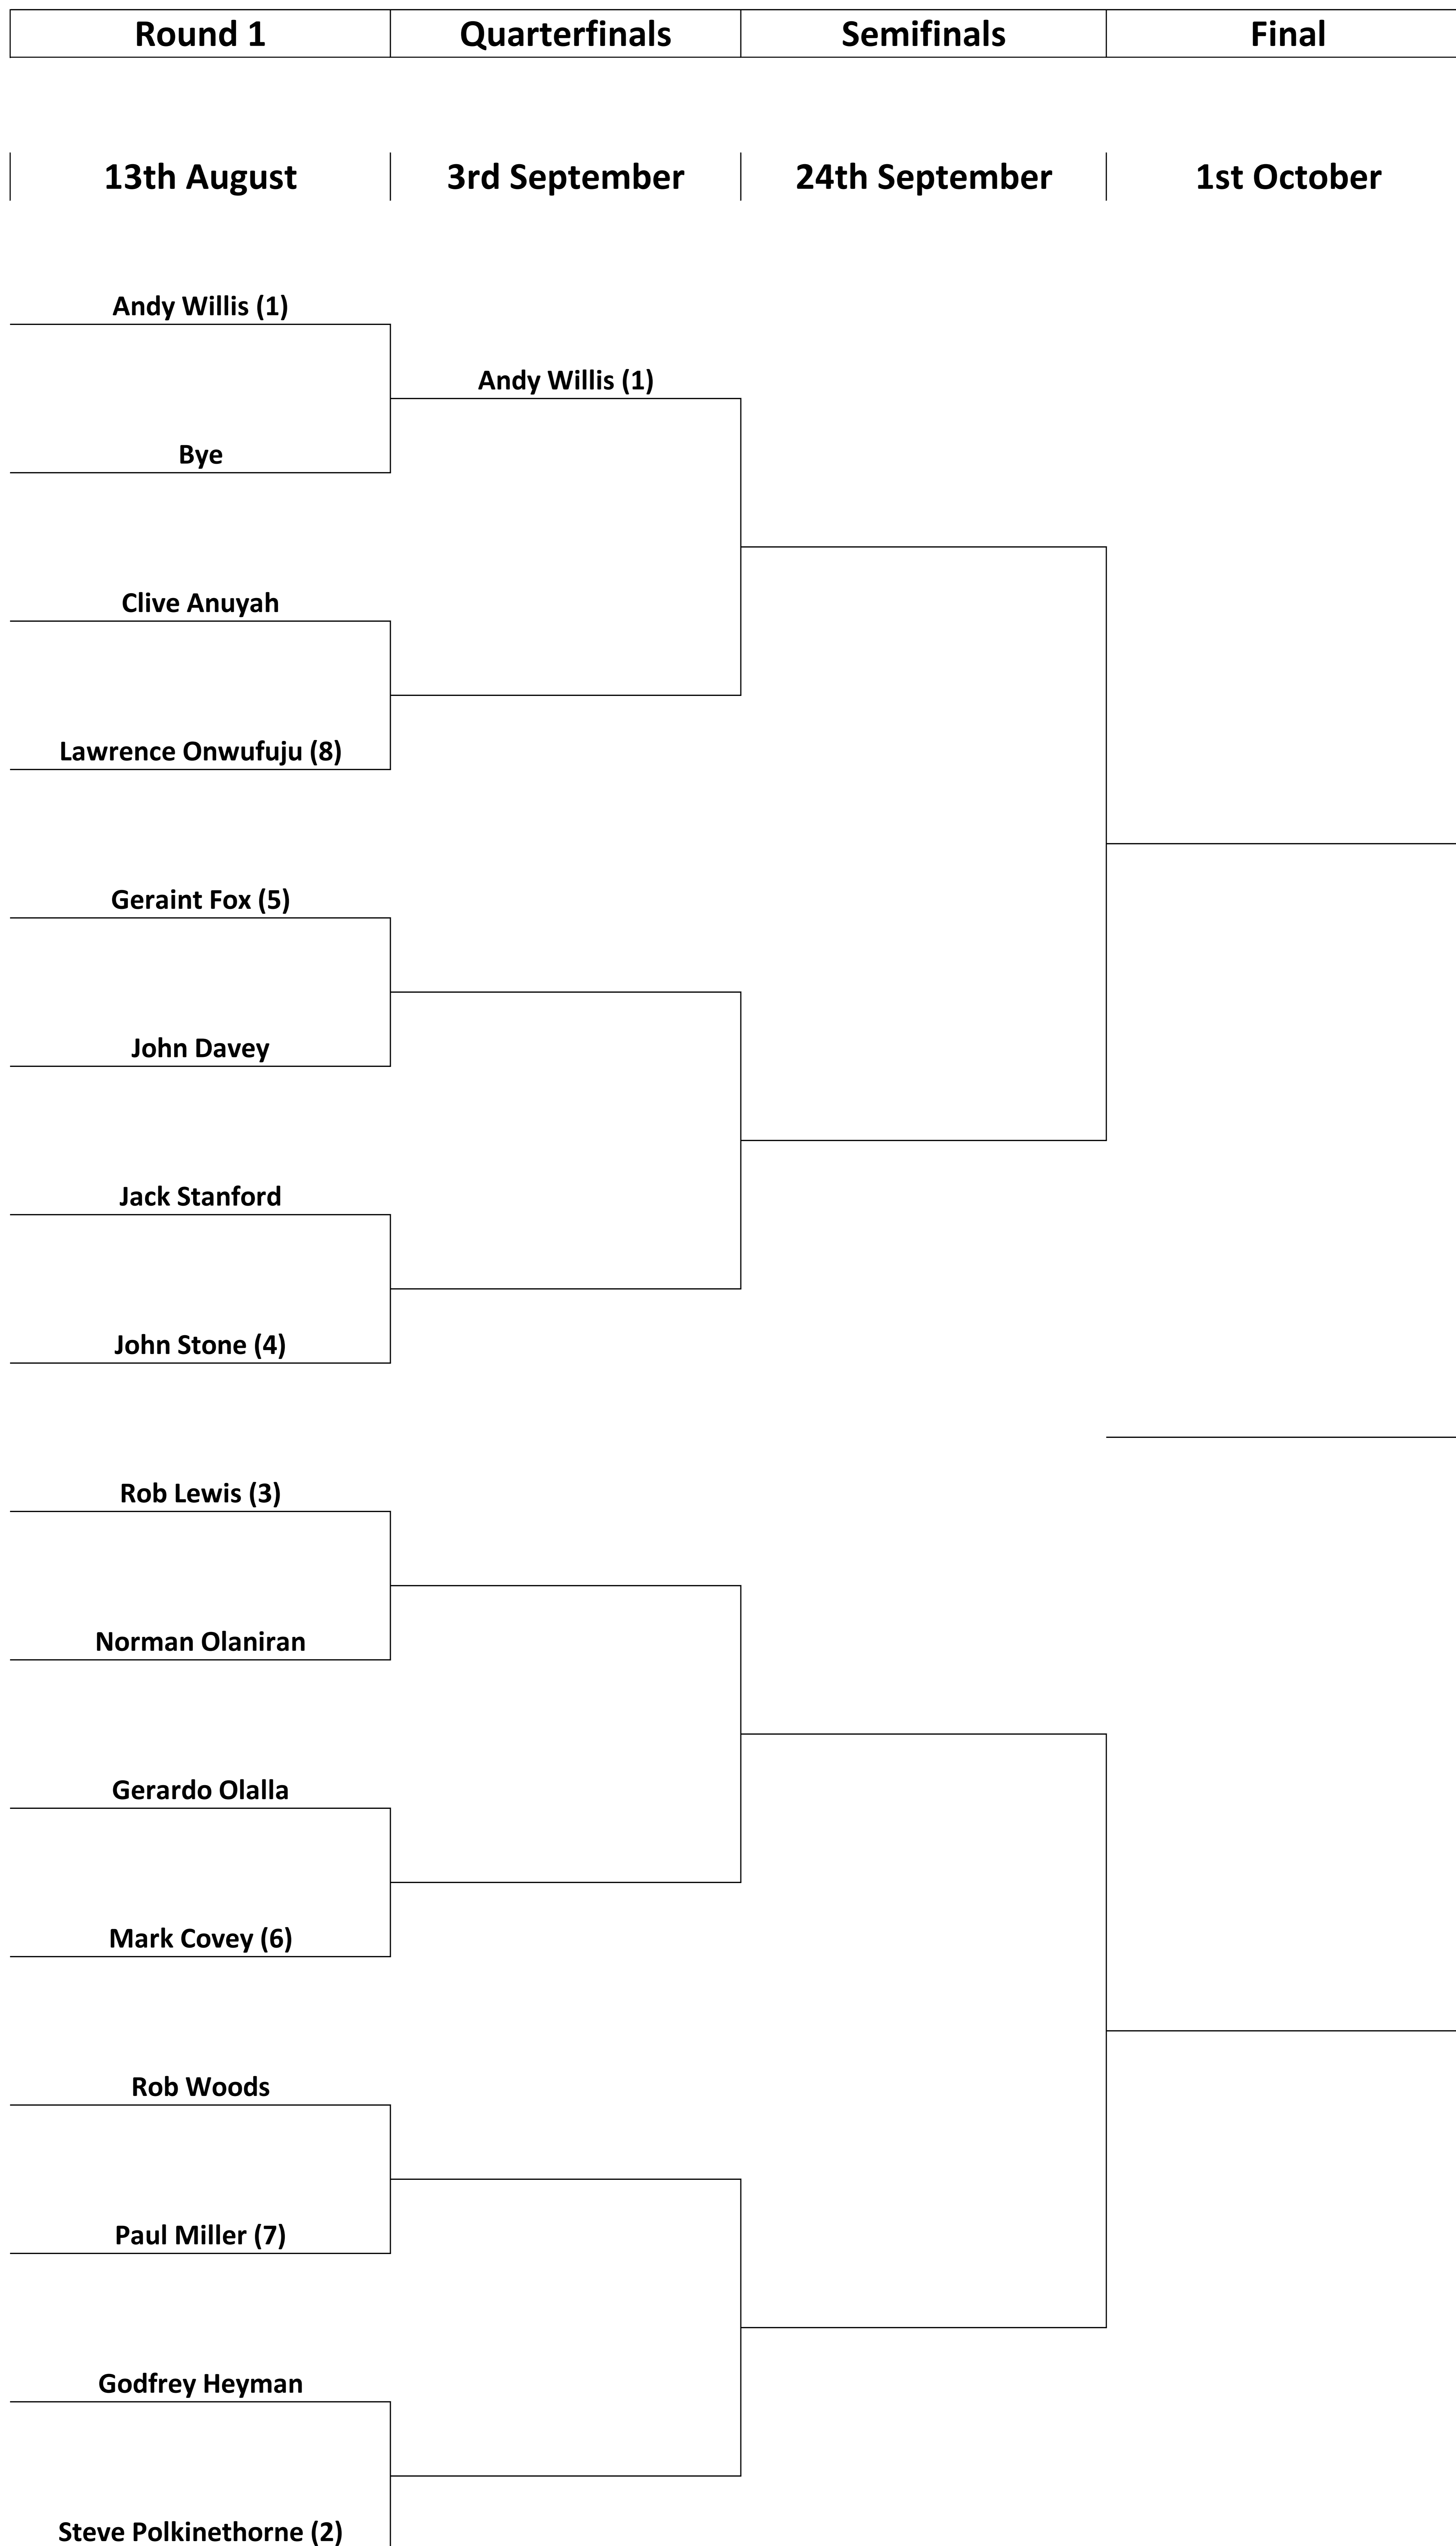 Round 1 Quarterfinals Semifinals Final
13th August 3rd September 24th September 1st October
Andy Willis (1)
Andy Willis (1)
Bye
Clive Anuyah
Lawrence Onwufuju (8)
Geraint Fox (5)
John Davey
Jack Stanford
John Stone (4)
Rob Lewis (3)
Norman Olaniran
Gerardo Olalla
Mark Covey (6)
Rob Woods
Paul Miller (7)
Godfrey Heyman
Steve Polkinethorne (2)